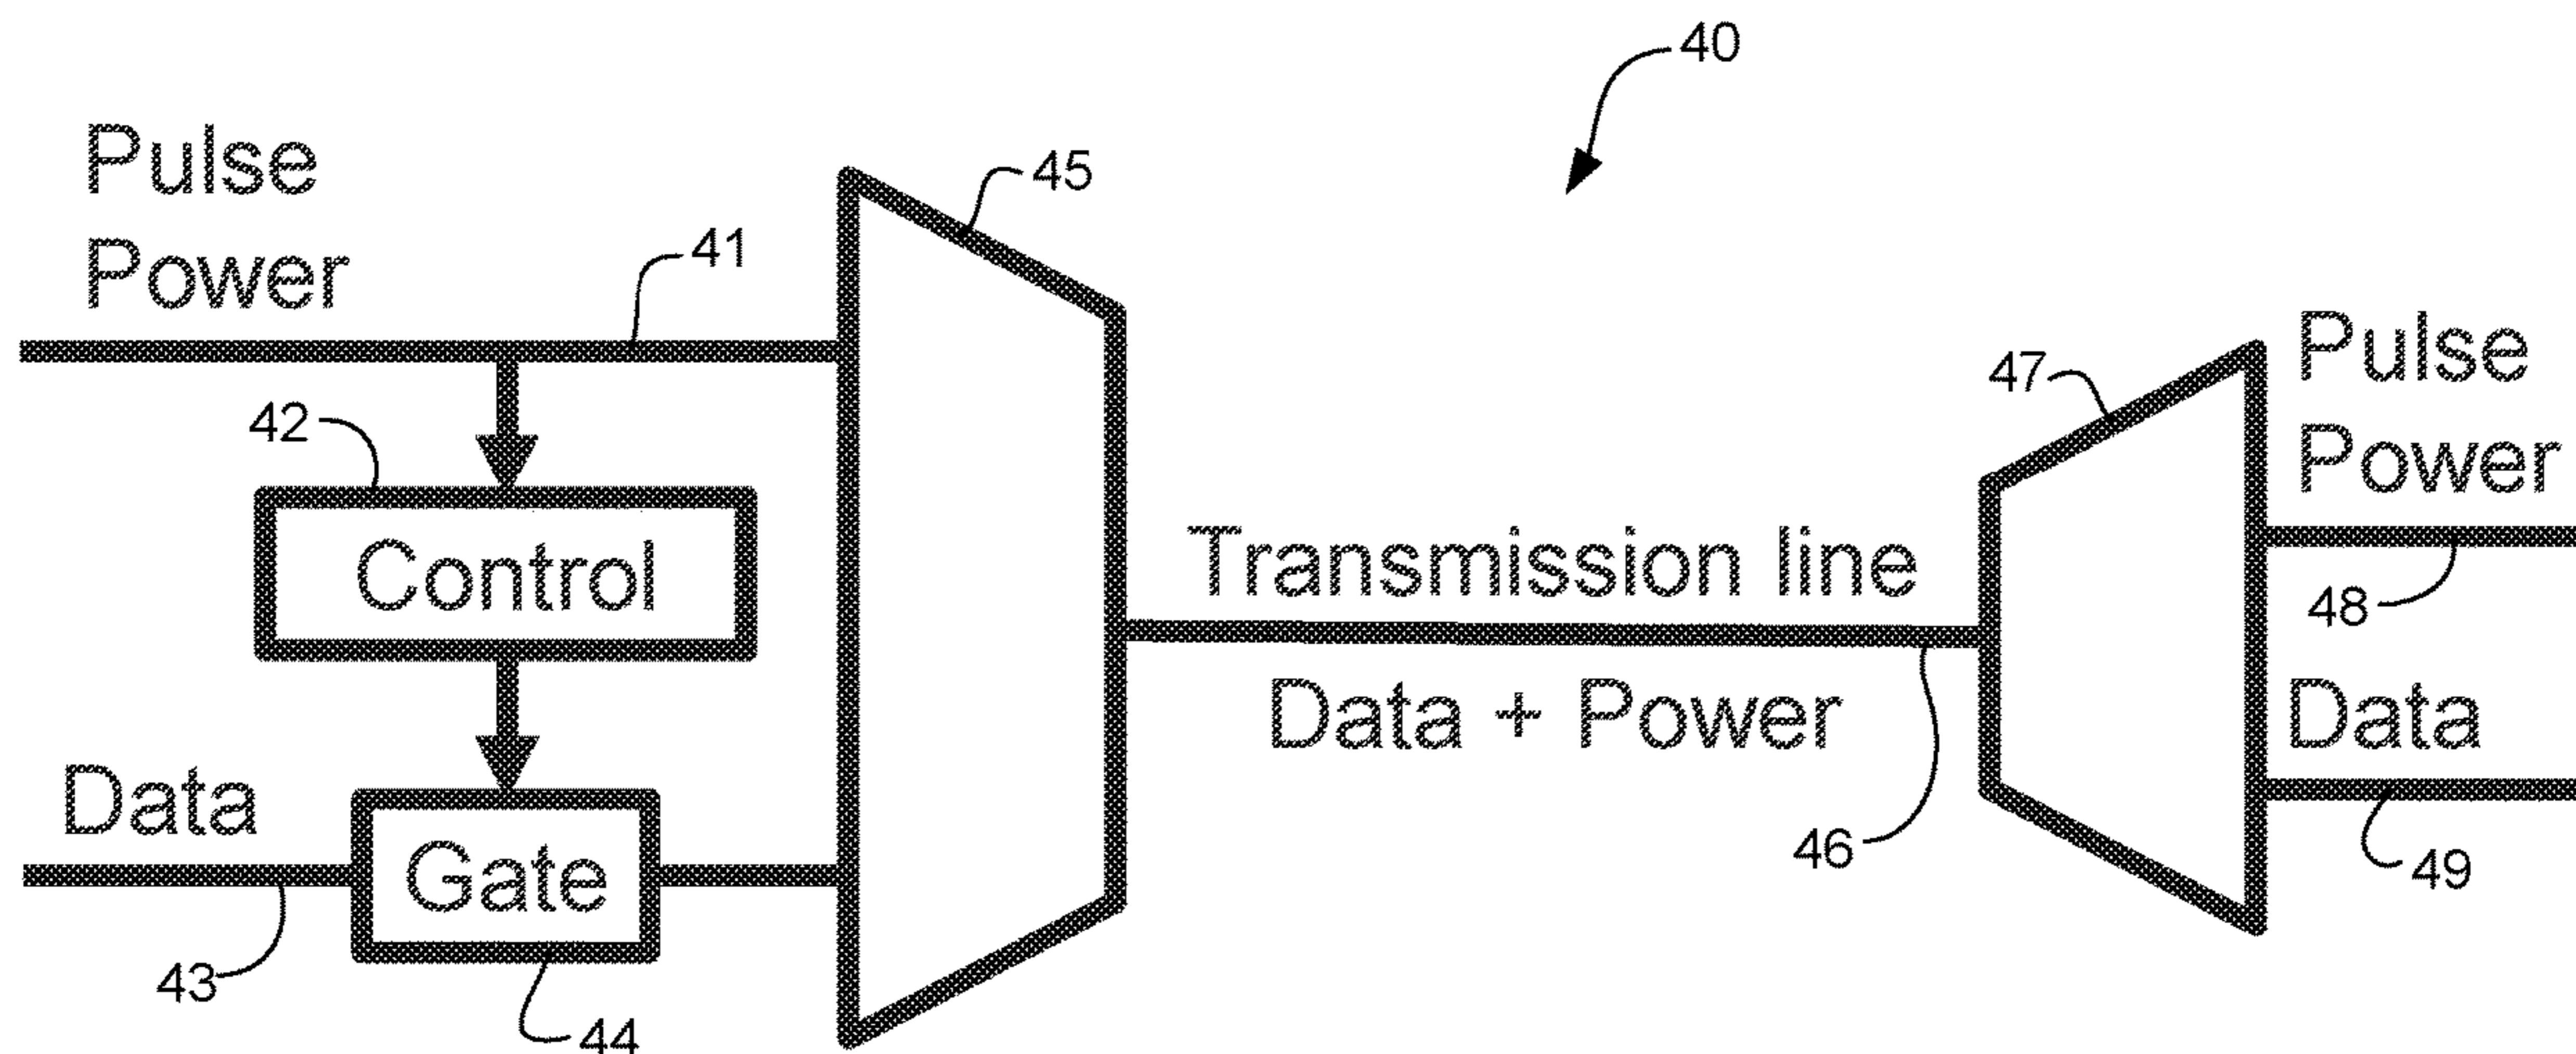 40
Pulse
Power
45
41
42
Control
Data
Gate
43
44
Transmission line
Data + Power
46
47
Pulse
Power
48
Data
49